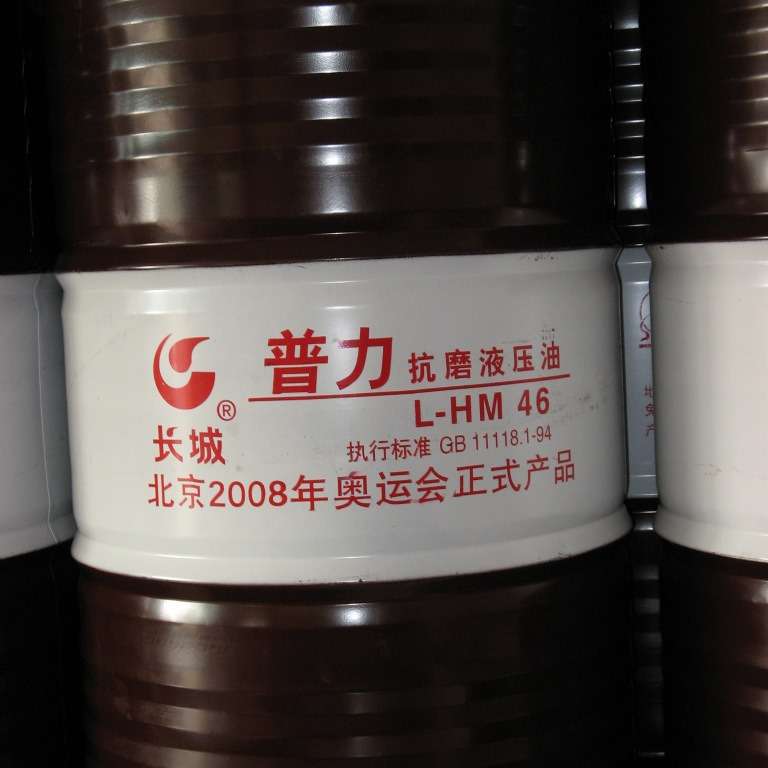 普力 抗磨液压油
L-HM 46
®
长城
执行标准 GB 11118.1-94
北京2008年奥运会正式产品